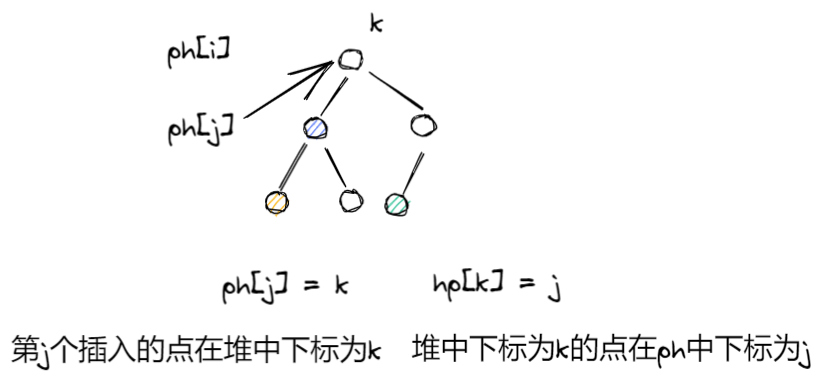 k
ph[i]
ph[j]
ph[j] = k
hp[k] = j
第j个插入的点在堆中下标为k
堆中下标为k的点在ph中下标为j